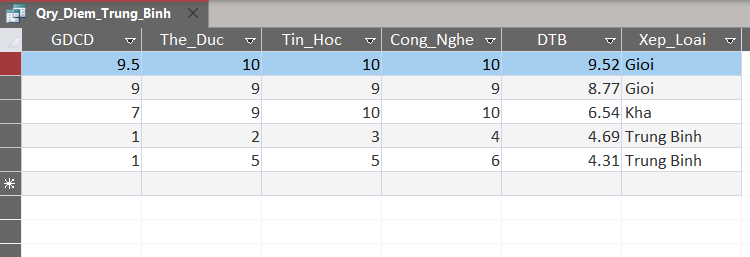 Qry_Diem_Trung_Binh
GDCD The_Duc Tin_Hoc Cong_Nghe DTB Xep_Loai
9.5 10 10 10 9.52 Gioi
9 9 9 9 8.77 Gioi
7 9 10 10 6.54 Kha
1 2 3 4 4.69 Trung Binh
1 5 5 6 4.31 Trung Binh